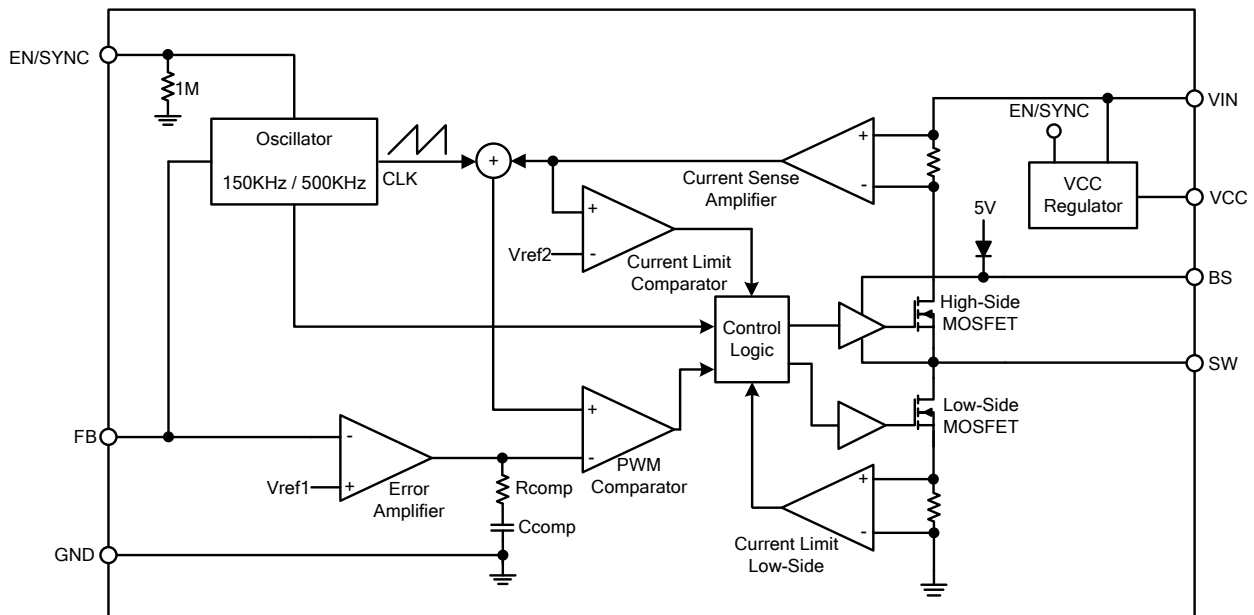 EN/SYNC
1M
Oscillator
150KHz / 500KHz
CLK
+
+
-
Current Sense
Amplifier
EN/SYNC
VIN
VCC
Regulator
VCC
5V
+
Vref2
-
Current Limit
Comparator
BS
High-Side
MOSFET
Control
Logic
SW
Low-Side
MOSFET
FB
-
Vref1
+
Error
Amplifier
+
-
PWM
Comparator
Rcomp
Ccomp
+
-
Current Limit
Low-Side
GND